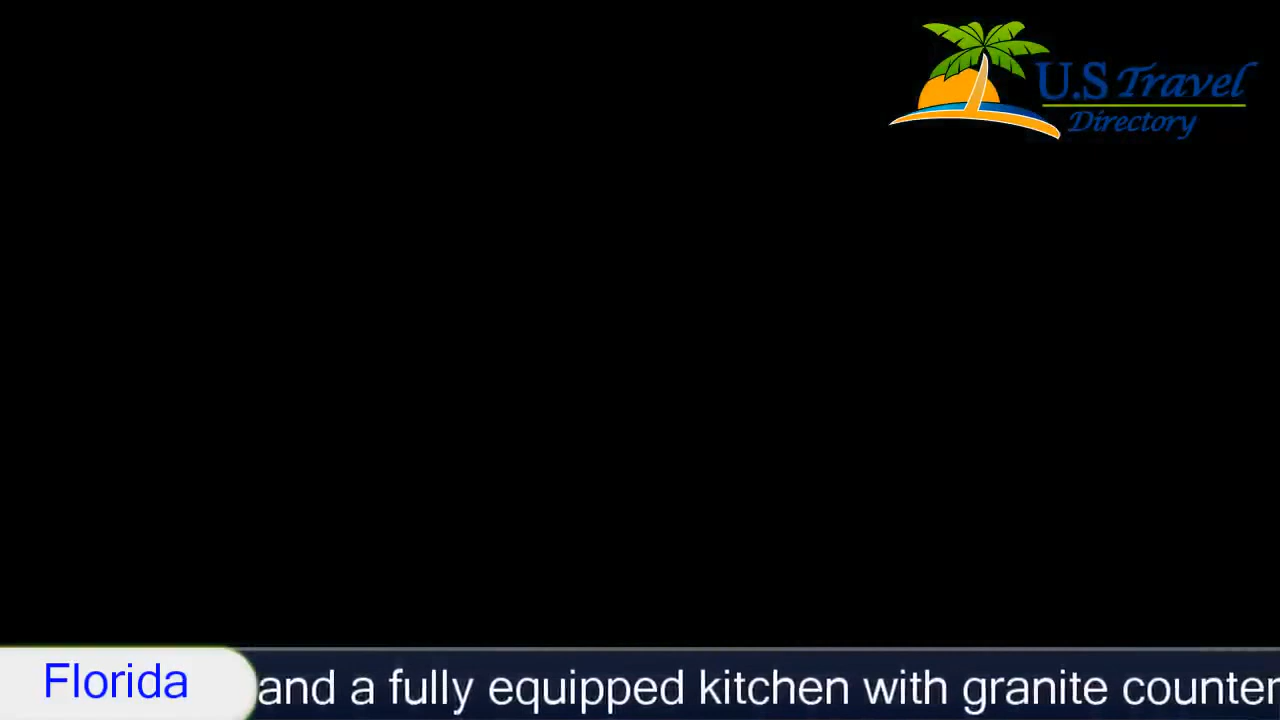 U.S Travel
Directory
Florida
and a fully equipped kitchen with granite counter